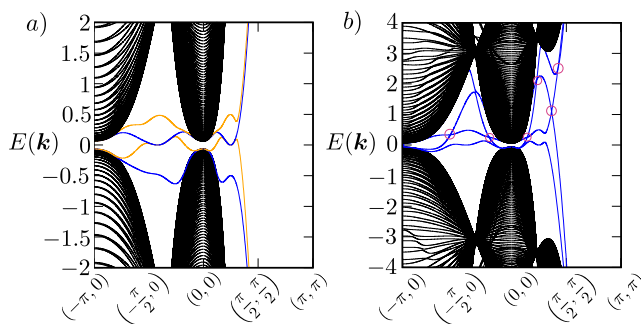 a)
E(k)
2
1.5
1
0.5
0
−0.5
−1
−1.5
−2
(−π, 0)
(−π/2, 0)
(0, 0)
(π/2, π/2)
(π, π)
b)
E(k)
4
3
2
1
0
−1
−2
−3
−4
(−π, 0)
(−π/2, 0)
(0, 0)
(π/2, π/2)
(π, π)